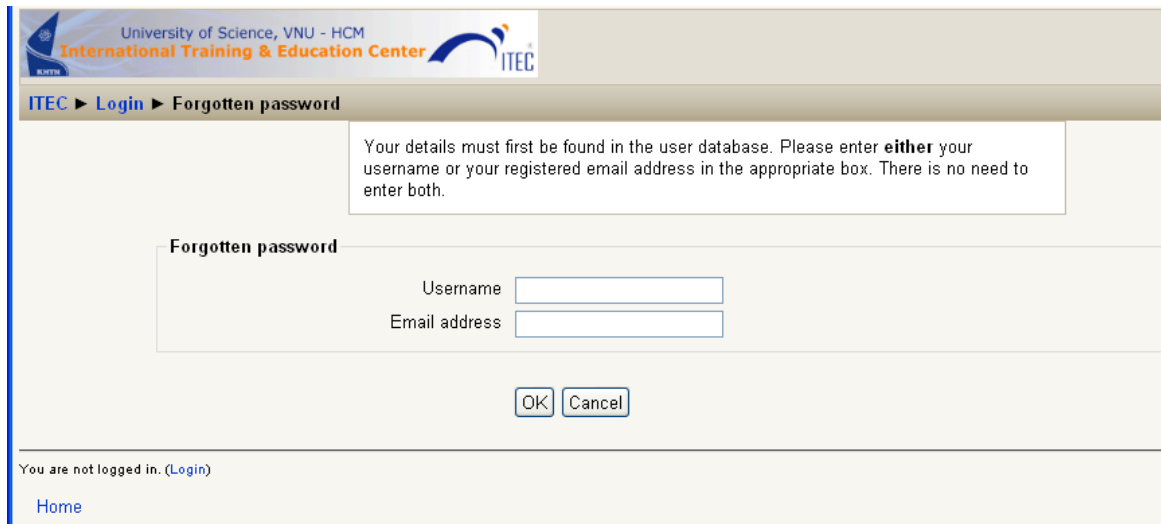 University of Science, VNU - HCM
International Training & Education Center
ITEC
KHTN
ITEC ► Login ► Forgotten password
Your details must first be found in the user database. Please enter either your
username or your registered email address in the appropriate box. There is no need to
enter both.
Forgotten password
Username
Email address
OK Cancel
You are not logged in. (Login)
Home